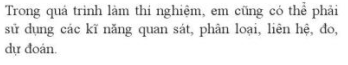 Trong quá trình làm thí nghiệm, em cũng có thể phải
sử dụng các kĩ năng quan sát, phân loại, liên hệ, đo,
dự đoán.